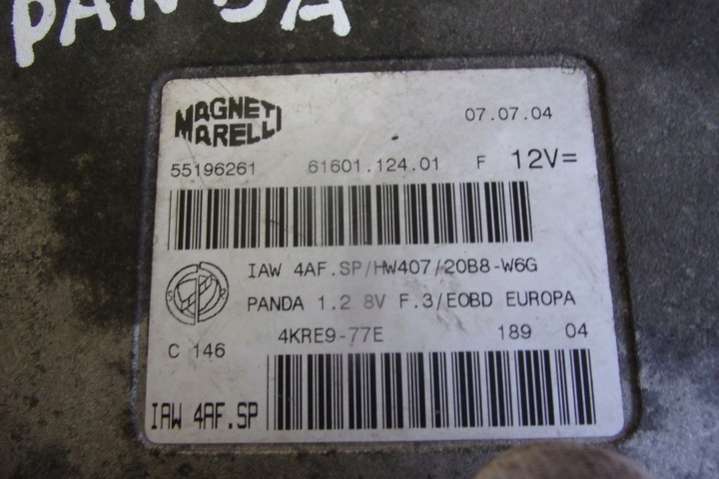 PANDA
MAGNETI MARELLI
07.07.04
55196261 61601.124.01 F 12V=
IAW 4AF.SP/HW407/20B8-W6G
PANDA 1.2 8V F.3/EOBD EUROPA
4KRE9-77E 189 04
C 146
IAW 4AF.SP